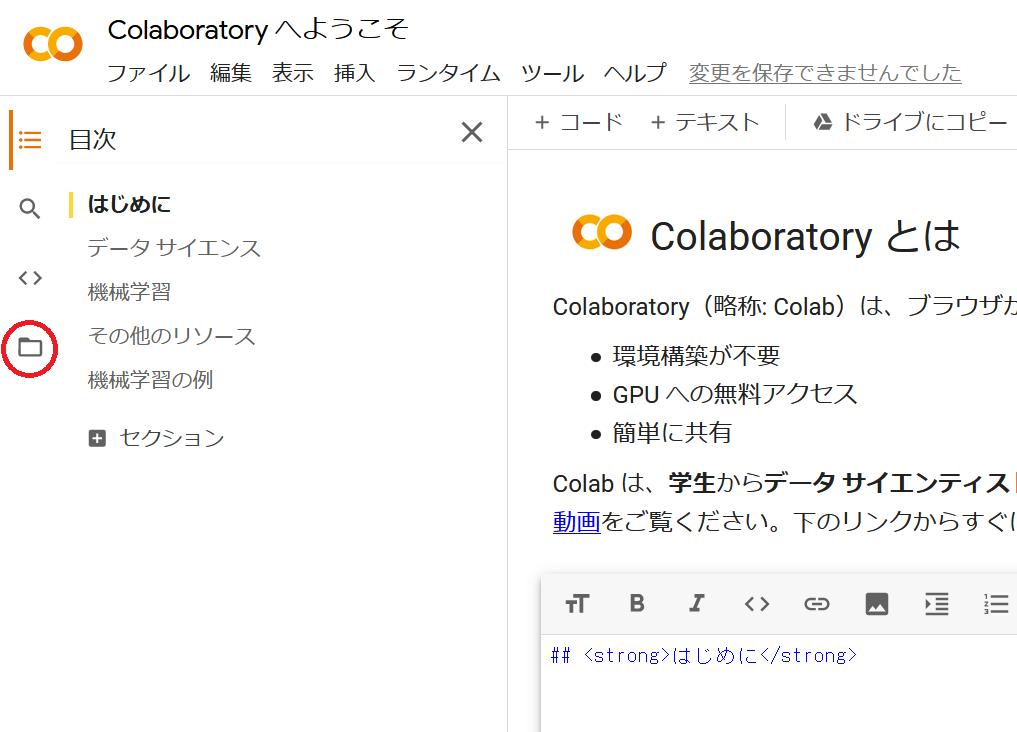 Colaboratory へようこそ
ファイル 編集 表示 挿入 ランタイム ツール ヘルプ 変更を保存できませんでした
目次
はじめに
データ サイエンス
機械学習
その他のリソース
機械学習の例
セクション
+ コード + テキスト ドライブにコピー
Colaboratory とは
Colaboratory（略称: Colab）は、ブラウザか
環境構築が不要
GPU への無料アクセス
簡単に共有
Colab は、学生からデータ サイエンティスト
動画をご覧ください。下のリンクからすぐに
## <strong>はじめに</strong>